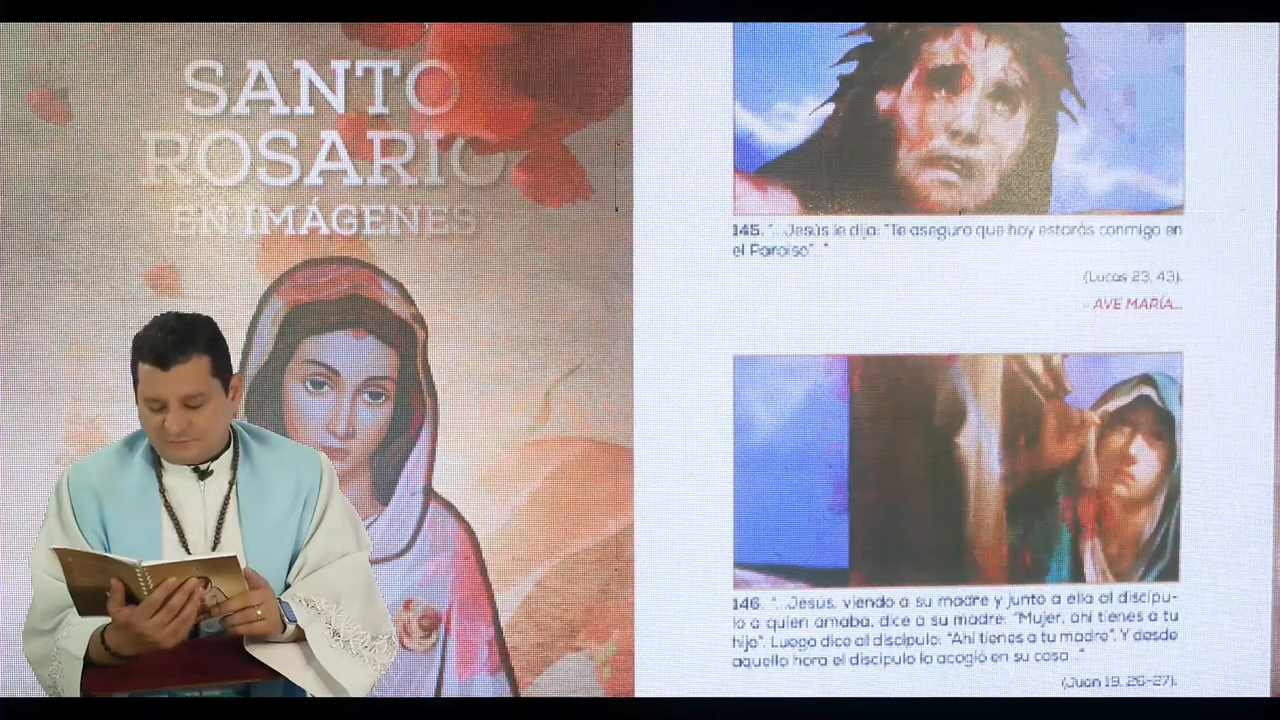 SANTO
ROSARIO
EN IMÁGENES
145. "...Jesús le dijo: "Te aseguro que hoy estarás conmigo en
el Paraíso"..."
(Lucas 23, 43).
AVE MARÍA...
146. "...Jesús, viendo a su madre y junto a ella al discípu-
lo a quien amaba, dice a su madre: "Mujer, ahí tienes a tu
hijo". Luego dice al discípulo: "Ahí tienes a tu madre". Y desde
aquella hora el discípulo la acogió en su casa..."
(Juan 19, 26-27).